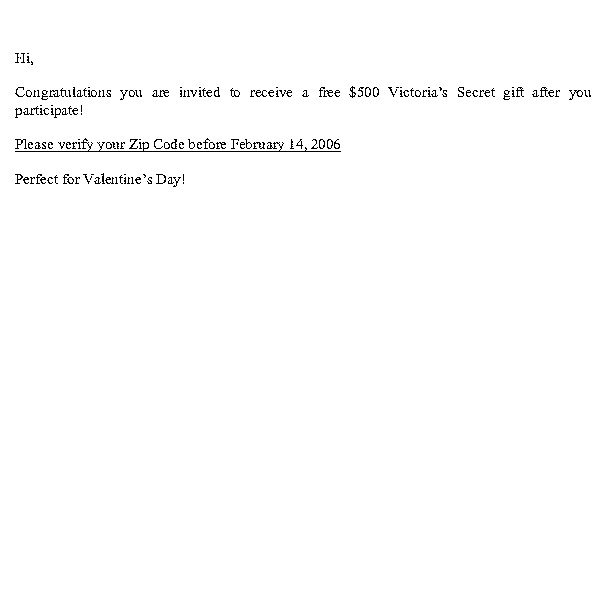 Hi,
Congratulations you are invited to receive a free $500 Victoria's Secret gift after you
participate!
Please verify your Zip Code before February 14, 2006
Perfect for Valentine's Day!